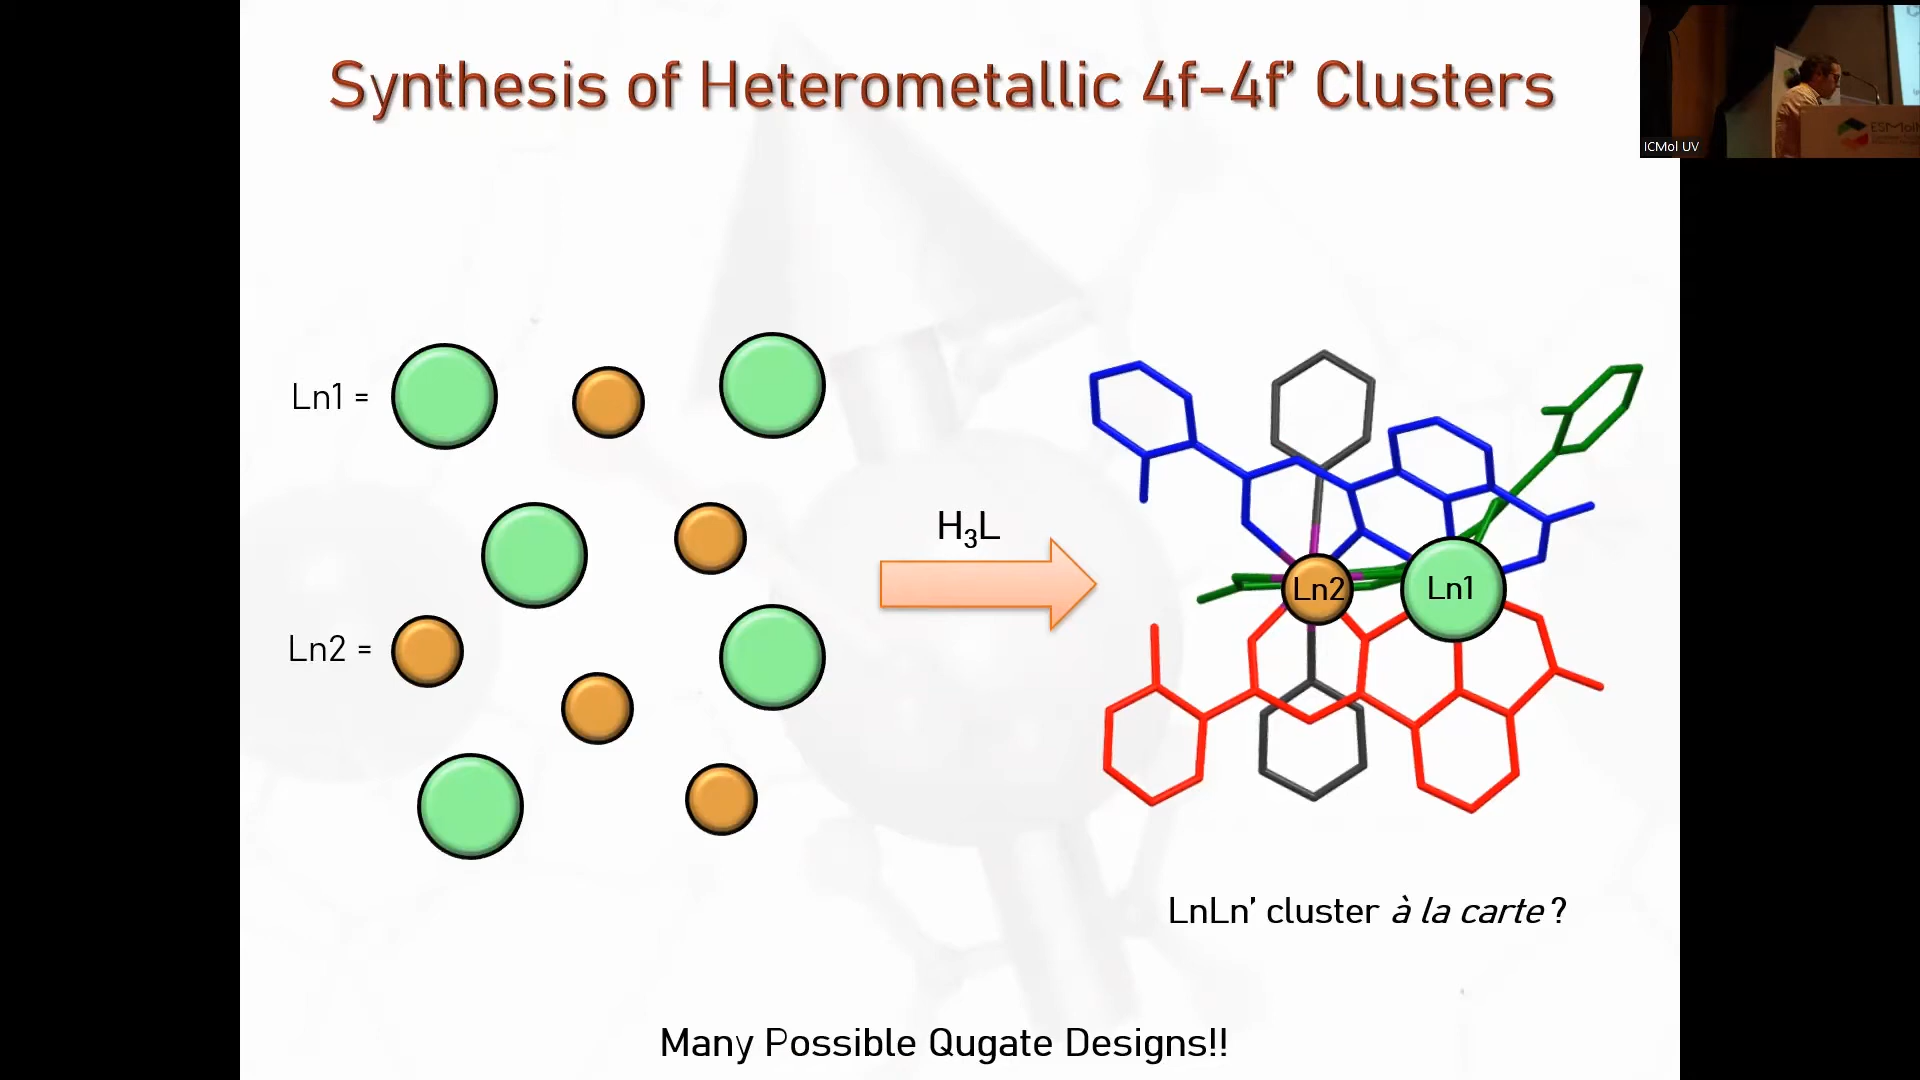 Synthesis of Heterometallic 4f-4f’ Clusters
ICMol UV
Ln1 =
Ln2 =
H₃L
Ln2
Ln1
LnLn’ cluster à la carte ?
Many Possible Qugate Designs!!